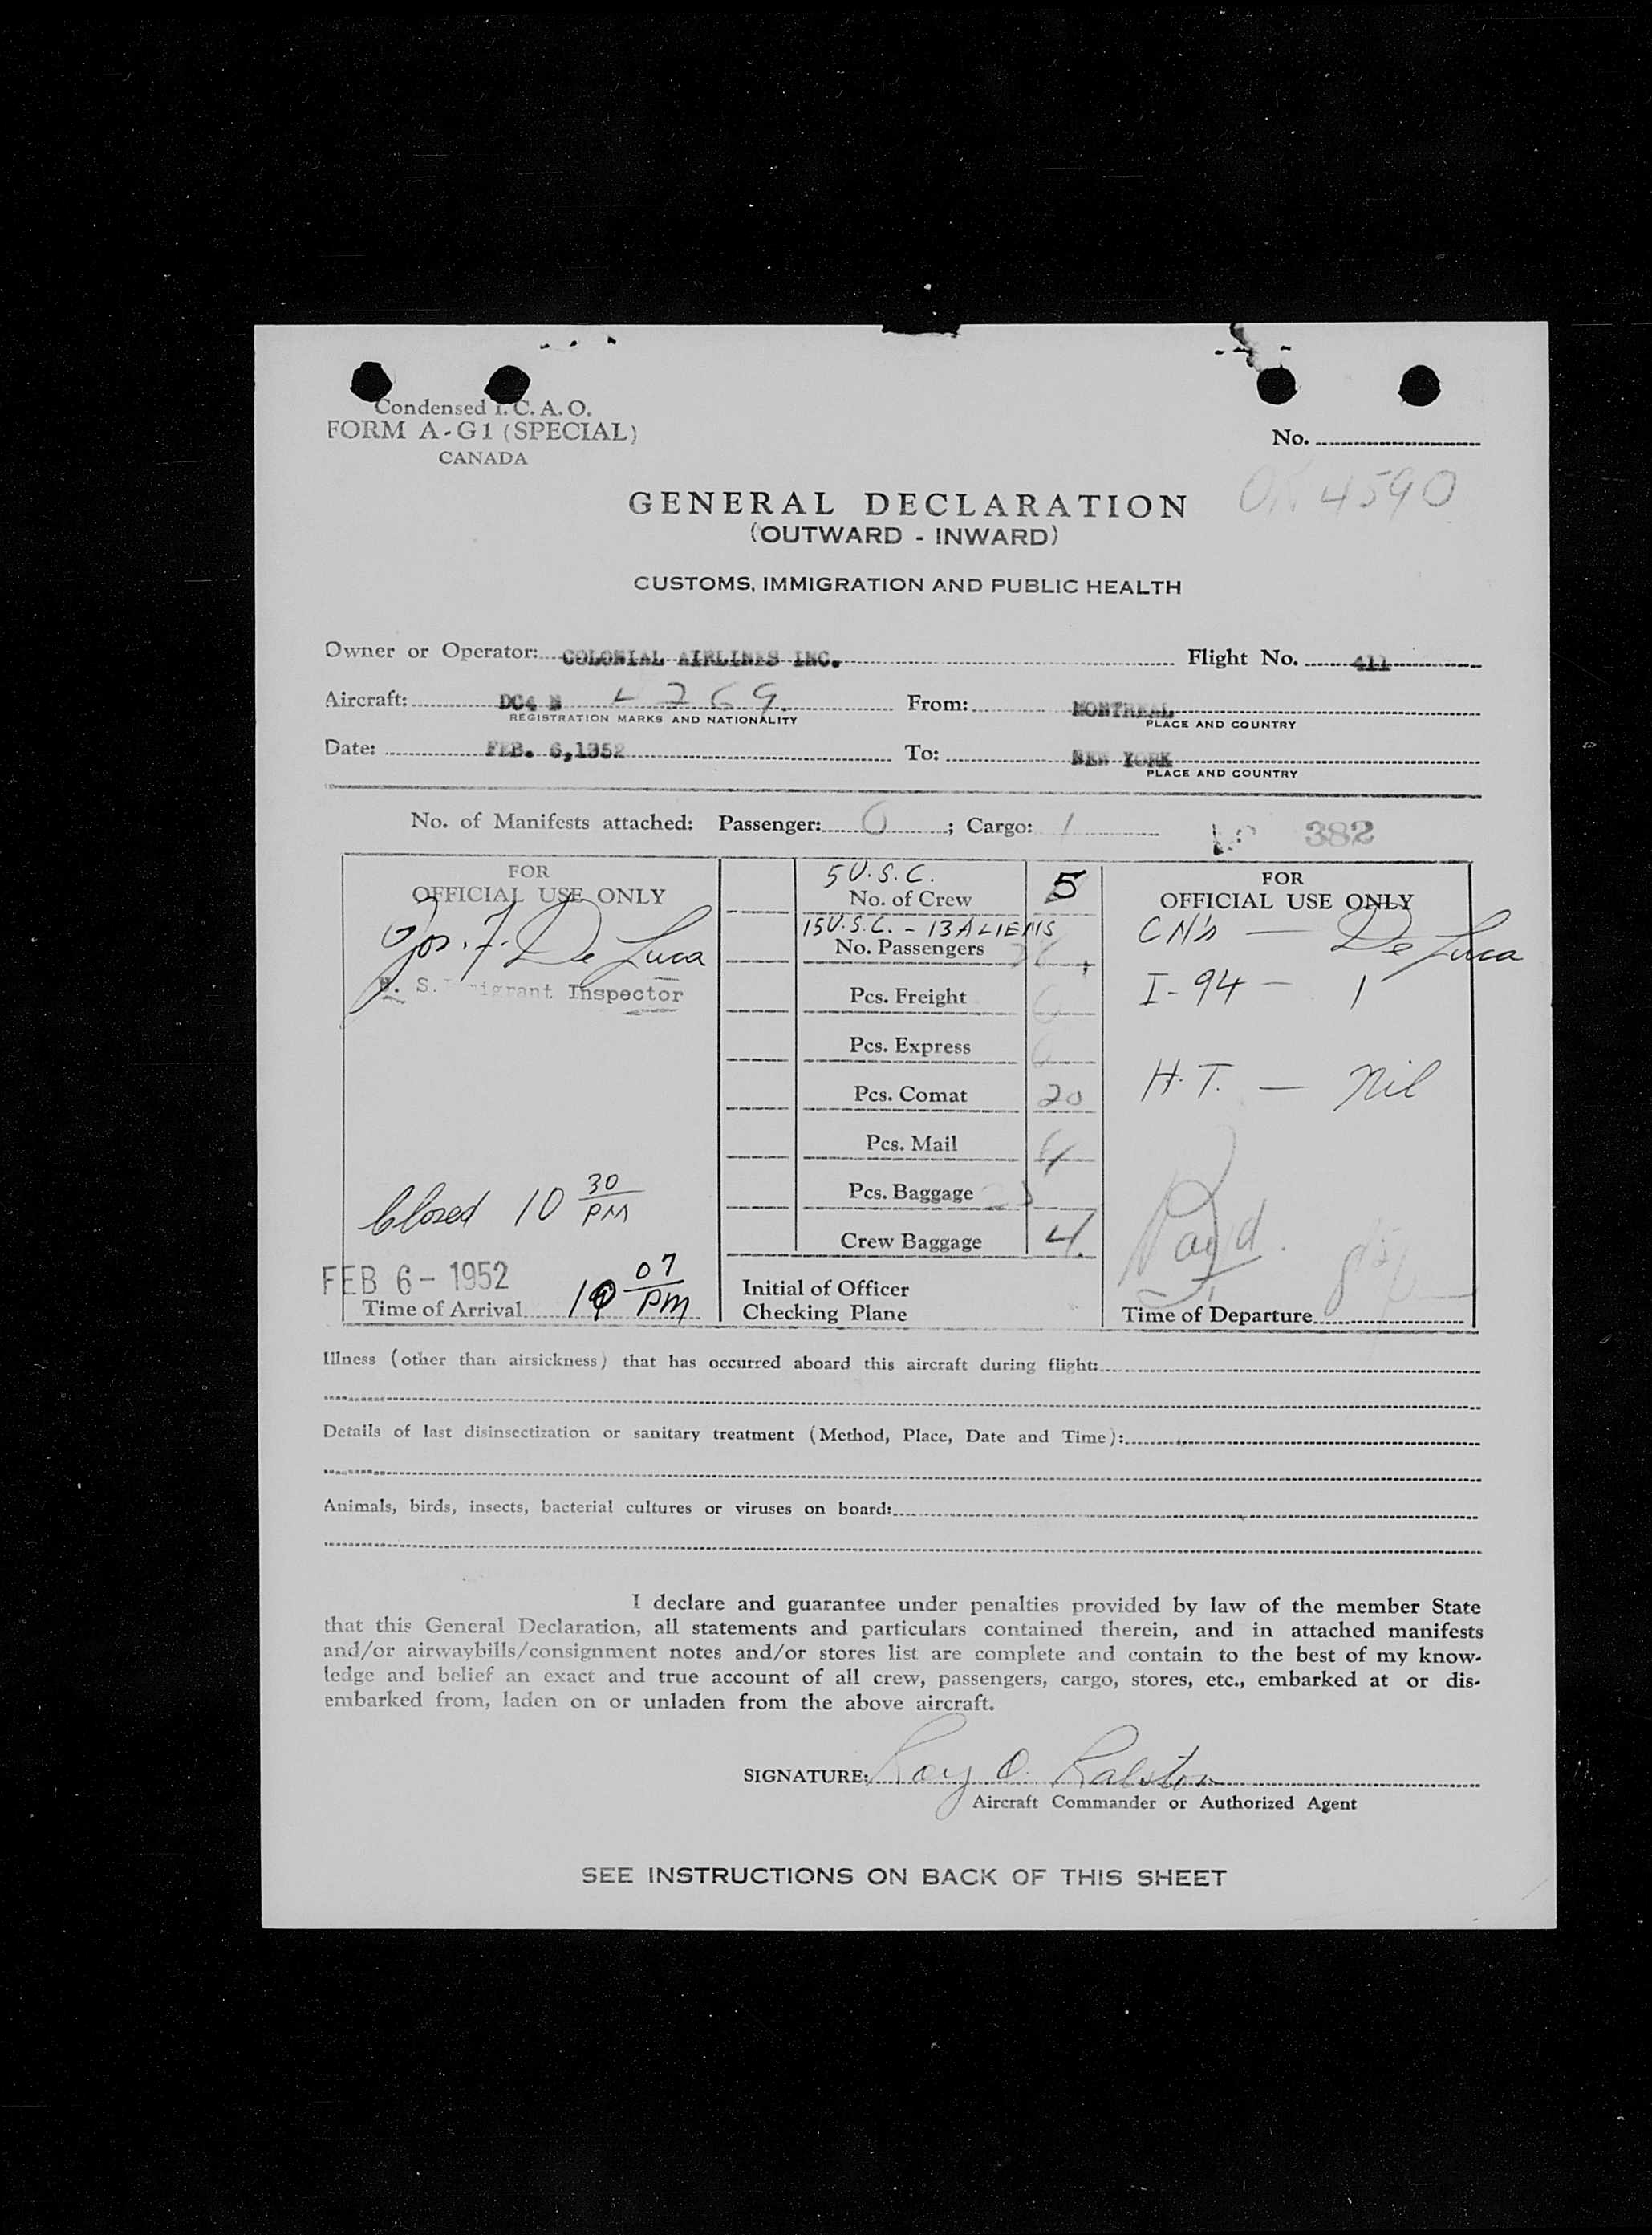 Condensed I. C. A. O.
FORM A-G1 (SPECIAL)
CANADA
No.
4590
GENERAL DECLARATION
(OUTWARD - INWARD)
CUSTOMS, IMMIGRATION AND PUBLIC HEALTH
Owner or Operator: COLONIAL AIRLINES INC. Flight No. 411
Aircraft: DC4 N 269 From: MONTREAL
REGISTRATION MARKS AND NATIONALITY PLACE AND COUNTRY
Date: FEB. 6,1952 To: NEW YORK
PLACE AND COUNTRY
No. of Manifests attached: Passenger: 0 ; Cargo: 1
382
FOR
OFFICIAL USE ONLY
Jos. F. De Luca
U. S. Immigrant Inspector
Closed 10 30 PM
FEB 6 - 1952
Time of Arrival 10 07 PM
5 U.S.C.
No. of Crew 5
15 U.S.C. - 13 ALIENS
No. Passengers
Pcs. Freight
Pcs. Express
Pcs. Comat 20
Pcs. Mail
Pcs. Baggage
Crew Baggage 4
Initial of Officer
Checking Plane
FOR
OFFICIAL USE ONLY
CN's — De Luca
I-94 — 1
H.T. — Nil
Time of Departure
Illness (other than airsickness) that has occurred aboard this aircraft during flight:
Details of last disinsectization or sanitary treatment (Method, Place, Date and Time):
Animals, birds, insects, bacterial cultures or viruses on board:
I declare and guarantee under penalties provided by law of the member State
that this General Declaration, all statements and particulars contained therein, and in attached manifests
and/or airwaybills/consignment notes and/or stores list are complete and contain to the best of my know-
ledge and belief an exact and true account of all crew, passengers, cargo, stores, etc., embarked at or dis-
embarked from, laden on or unladen from the above aircraft.
SIGNATURE: Roy O. Ralston
Aircraft Commander or Authorized Agent
SEE INSTRUCTIONS ON BACK OF THIS SHEET